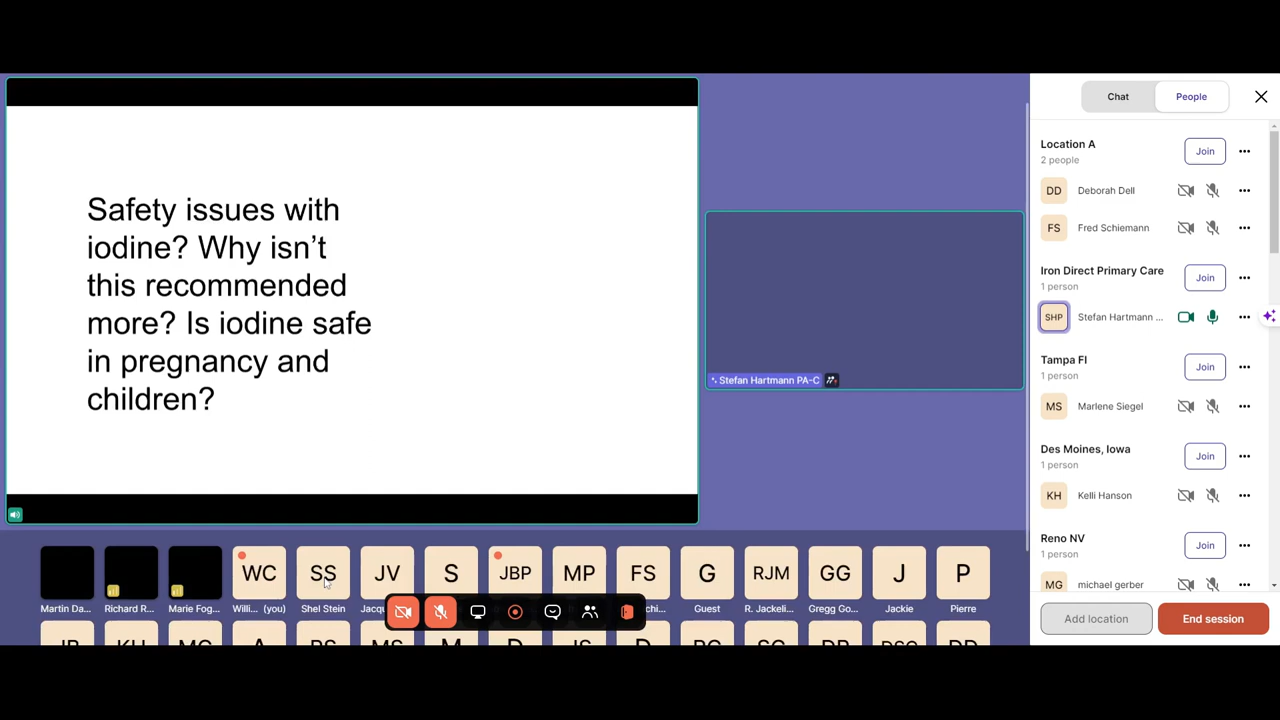 Safety issues with
iodine? Why isn’t
this recommended
more? Is iodine safe
in pregnancy and
children?
Stefan Hartmann PA-C
Chat
People
Location A
Join
2 people
DD
Deborah Dell
FS
Fred Schiemann
Iron Direct Primary Care
Join
1 person
SHP
Stefan Hartmann ...
Tampa Fl
Join
1 person
MS
Marlene Siegel
Des Moines, Iowa
Join
1 person
KH
Kelli Hanson
Reno NV
Join
1 person
MG
michael gerber
Add location
End session
WC
SS
JV
S
JBP
MP
FS
G
RJM
GG
J
P
Martin Da...
Richard R...
Marie Fog...
Willi... (you)
Shel Stein
Guest
R. Jackeli...
Gregg Go...
Jackie
Pierre